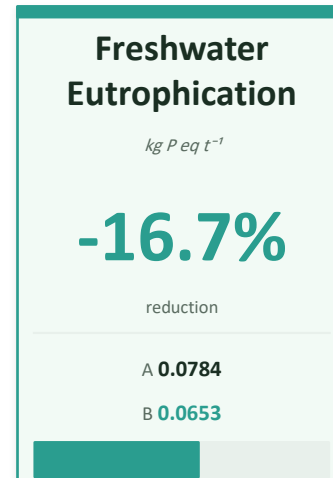 Freshwater
Eutrophication
kg P eq t⁻¹
-16.7%
reduction
A 0.0784
B 0.0653